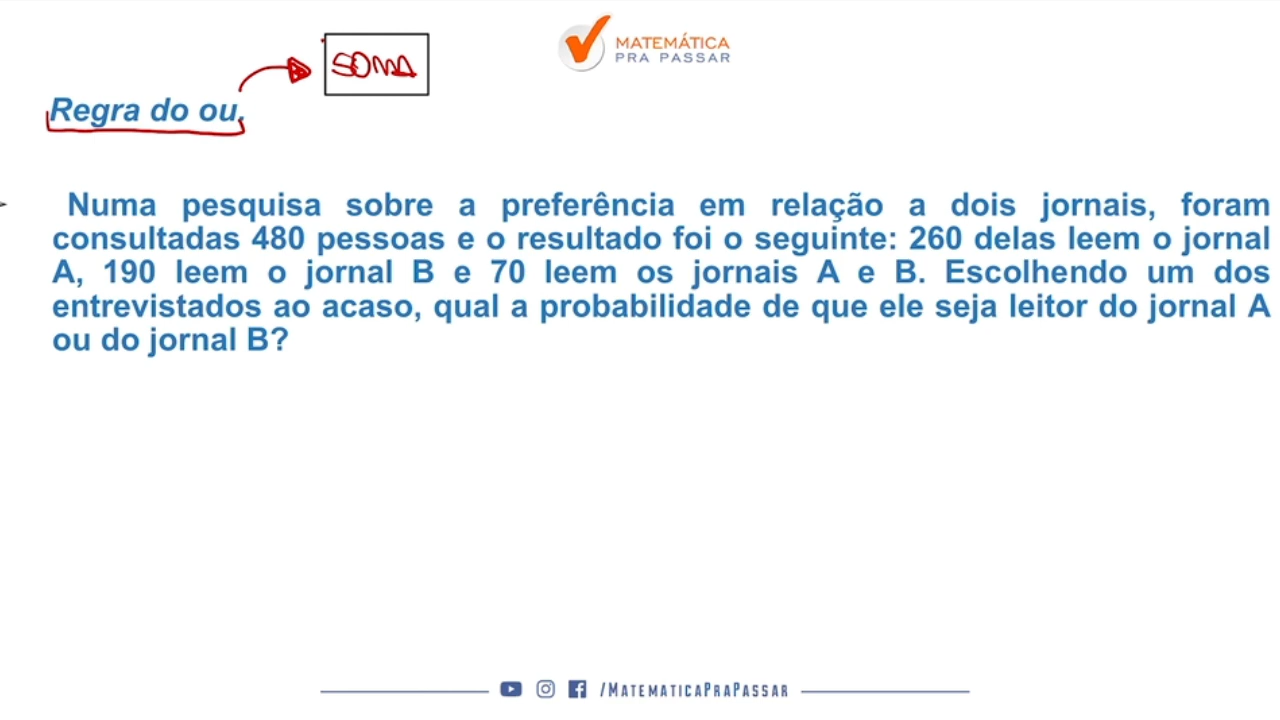 MATEMÁTICA
PRA PASSAR
SOMA
Regra do ou.
Numa pesquisa sobre a preferência em relação a dois jornais, foram
consultadas 480 pessoas e o resultado foi o seguinte: 260 delas leem o jornal
A, 190 leem o jornal B e 70 leem os jornais A e B. Escolhendo um dos
entrevistados ao acaso, qual a probabilidade de que ele seja leitor do jornal A
ou do jornal B?
/MATEMATICAPRAPASSAR